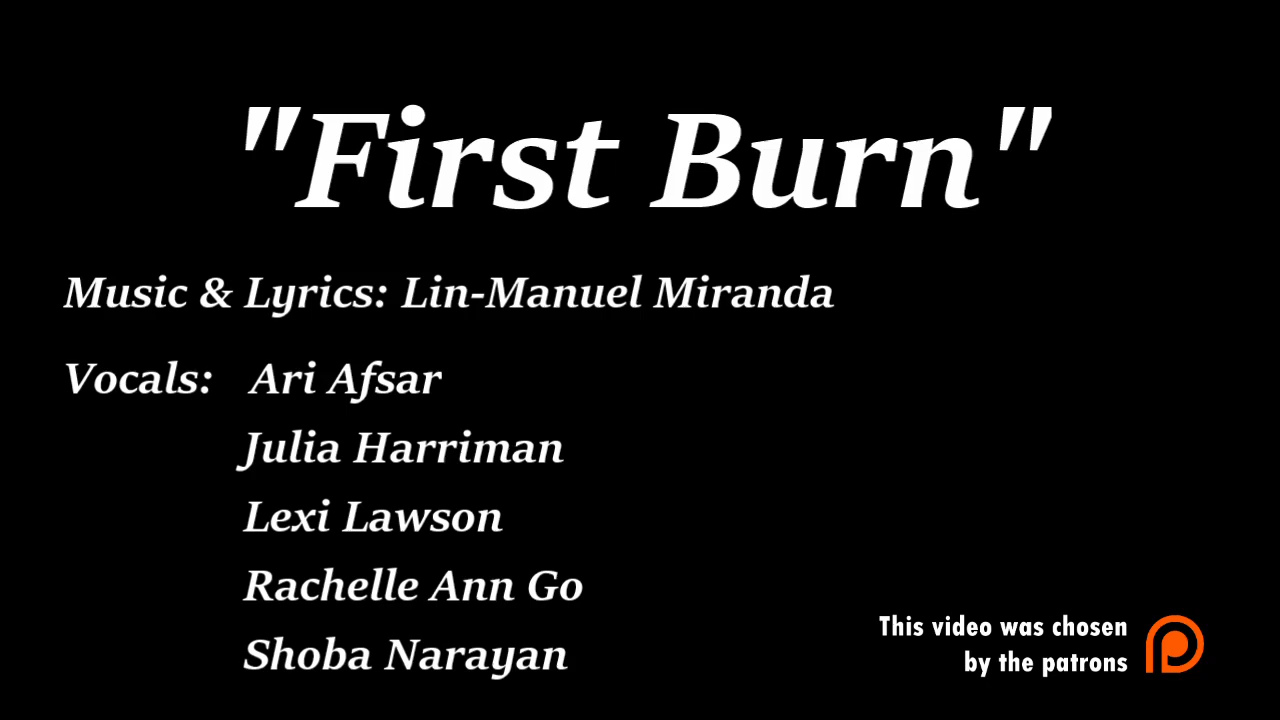 "First Burn"
Music & Lyrics: Lin-Manuel Miranda
Vocals: Ari Afsar
Julia Harriman
Lexi Lawson
Rachelle Ann Go
Shoba Narayan
This video was chosen
by the patrons